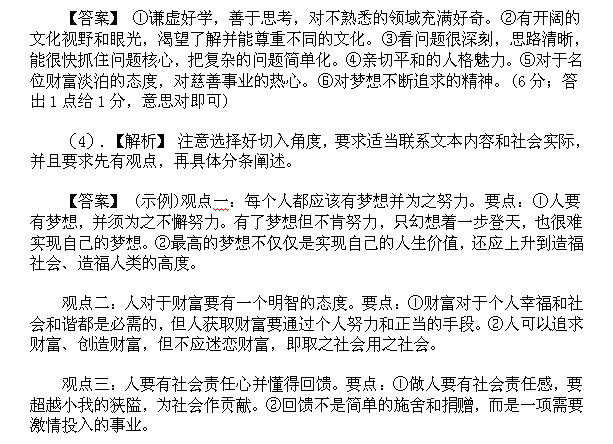 【答案】 ①谦虚好学，善于思考，对不熟悉的领域充满好奇。②有开阔的
文化视野和眼光，渴望了解并能尊重不同的文化。③看问题很深刻，思路清晰，
能很快抓住问题核心，把复杂的问题简单化。④亲切平和的人格魅力。⑤对于名
位财富淡泊的态度，对慈善事业的热心。⑥对梦想不断追求的精神。(6分；答
出1点给1分，意思对即可)
（4）.【解析】 注意选择好切入角度，要求适当联系文本内容和社会实际，
并且要求先有观点，再具体分条阐述。
【答案】 (示例)观点一：每个人都应该有梦想并为之努力。要点：①人要
有梦想，并须为之不懈努力。有了梦想但不肯努力，只幻想着一步登天，也很难
实现自己的梦想。②最高的梦想不仅仅是实现自己的人生价值，还应上升到造福
社会、造福人类的高度。
观点二：人对于财富要有一个明智的态度。要点：①财富对于个人幸福和社
会和谐都是必需的，但人获取财富要通过个人努力和正当的手段。②人可以追求
财富、创造财富，但不应迷恋财富，即取之社会用之社会。
观点三：人要有社会责任心并懂得回馈。要点：①做人要有社会责任感，要
超越小我的狭隘，为社会作贡献。②回馈不是简单的施舍和捐赠，而是一项需要
激情投入的事业。